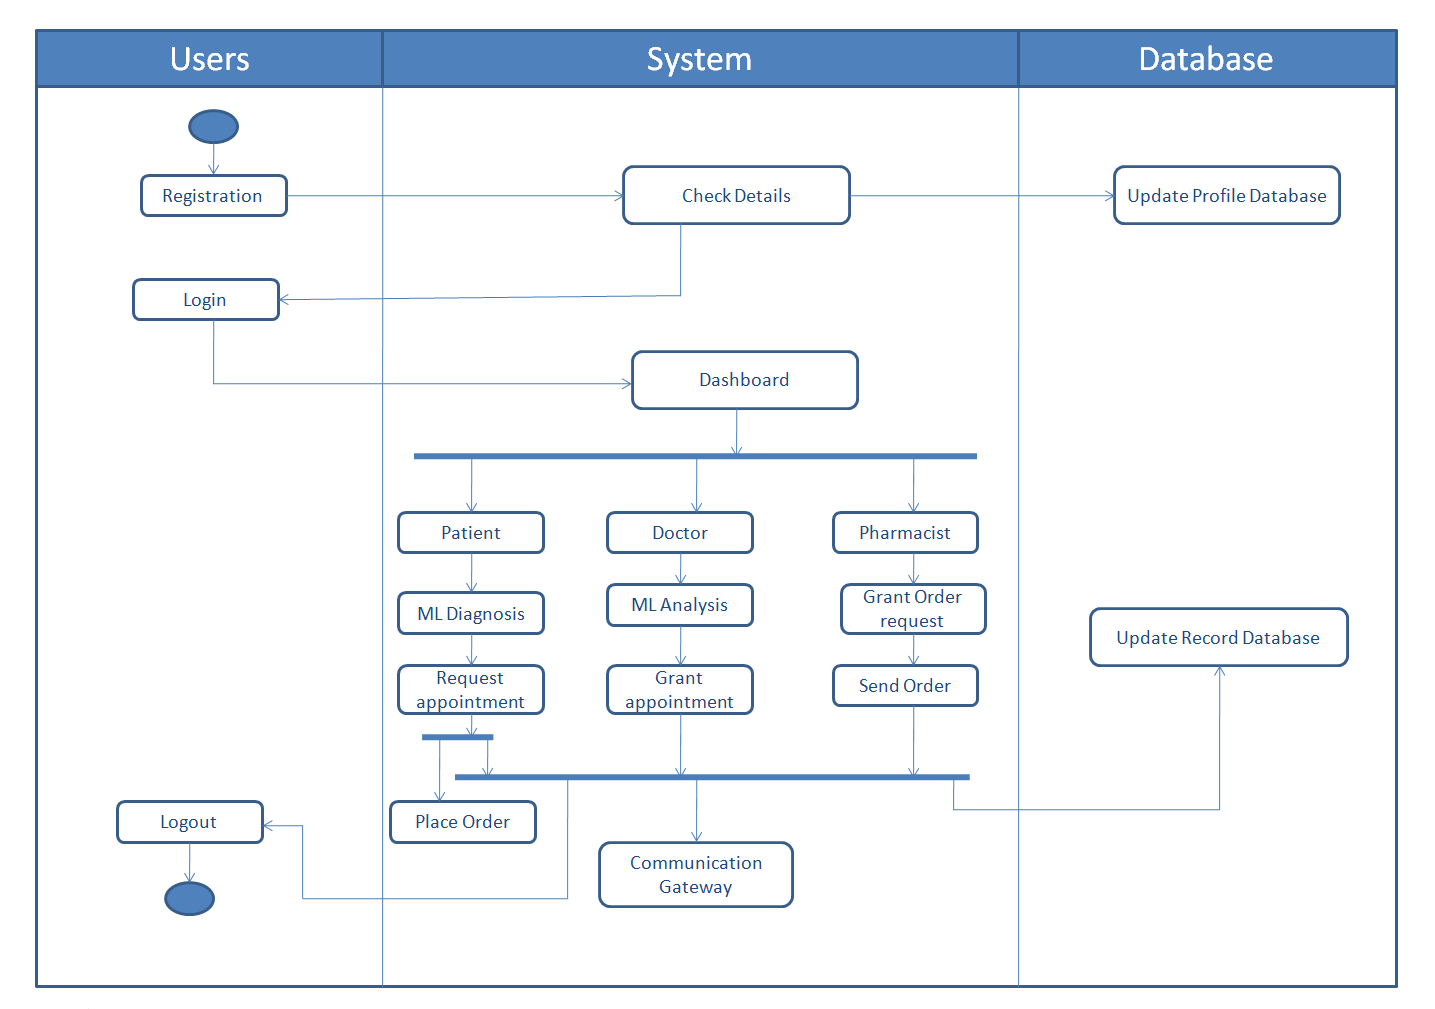 Users
System
Database
Registration
Check Details
Update Profile Database
Login
Dashboard
Patient
Doctor
Pharmacist
ML Diagnosis
ML Analysis
Grant Order
request
Update Record Database
Request
appointment
Grant
appointment
Send Order
Logout
Place Order
Communication
Gateway